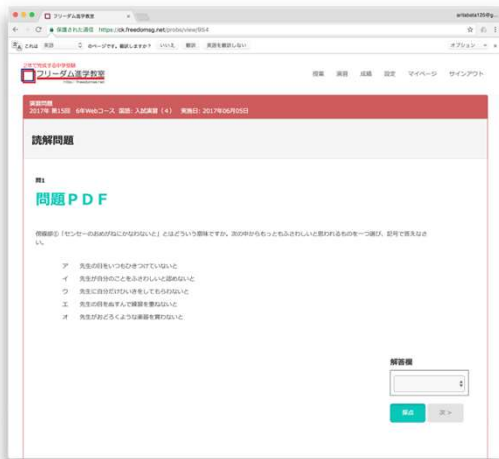 フリーダム進学教室
保護された通信 https://ck.freedomsg.net/probs/view/954
これは 英語 のページです。翻訳しますか？ いいえ 翻訳 英語を翻訳しない オプション
フリーダム進学教室
授業 演習 成績 設定 マイページ サインアウト
演習問題
2017年 第15回 6年Webコース 国語: 入試演習（4） 実施日: 2017年06月05日
読解問題
問1
問題ＰＤＦ
傍線部①「センセーのおめがねにかなわないと」とはどういう意味ですか。次の中からもっともふさわしいと思われるものを一つ選び、記号で答えなさい。
ア 先生の目をいつもひきつけていないと
イ 先生が自分のことをふさわしいと認めないと
ウ 先生に自分だけひいきをしてもらわないと
エ 先生の目をぬすんで練習を重ねないと
オ 先生がおどろくような楽器を買わないと
解答欄
採点 次 >